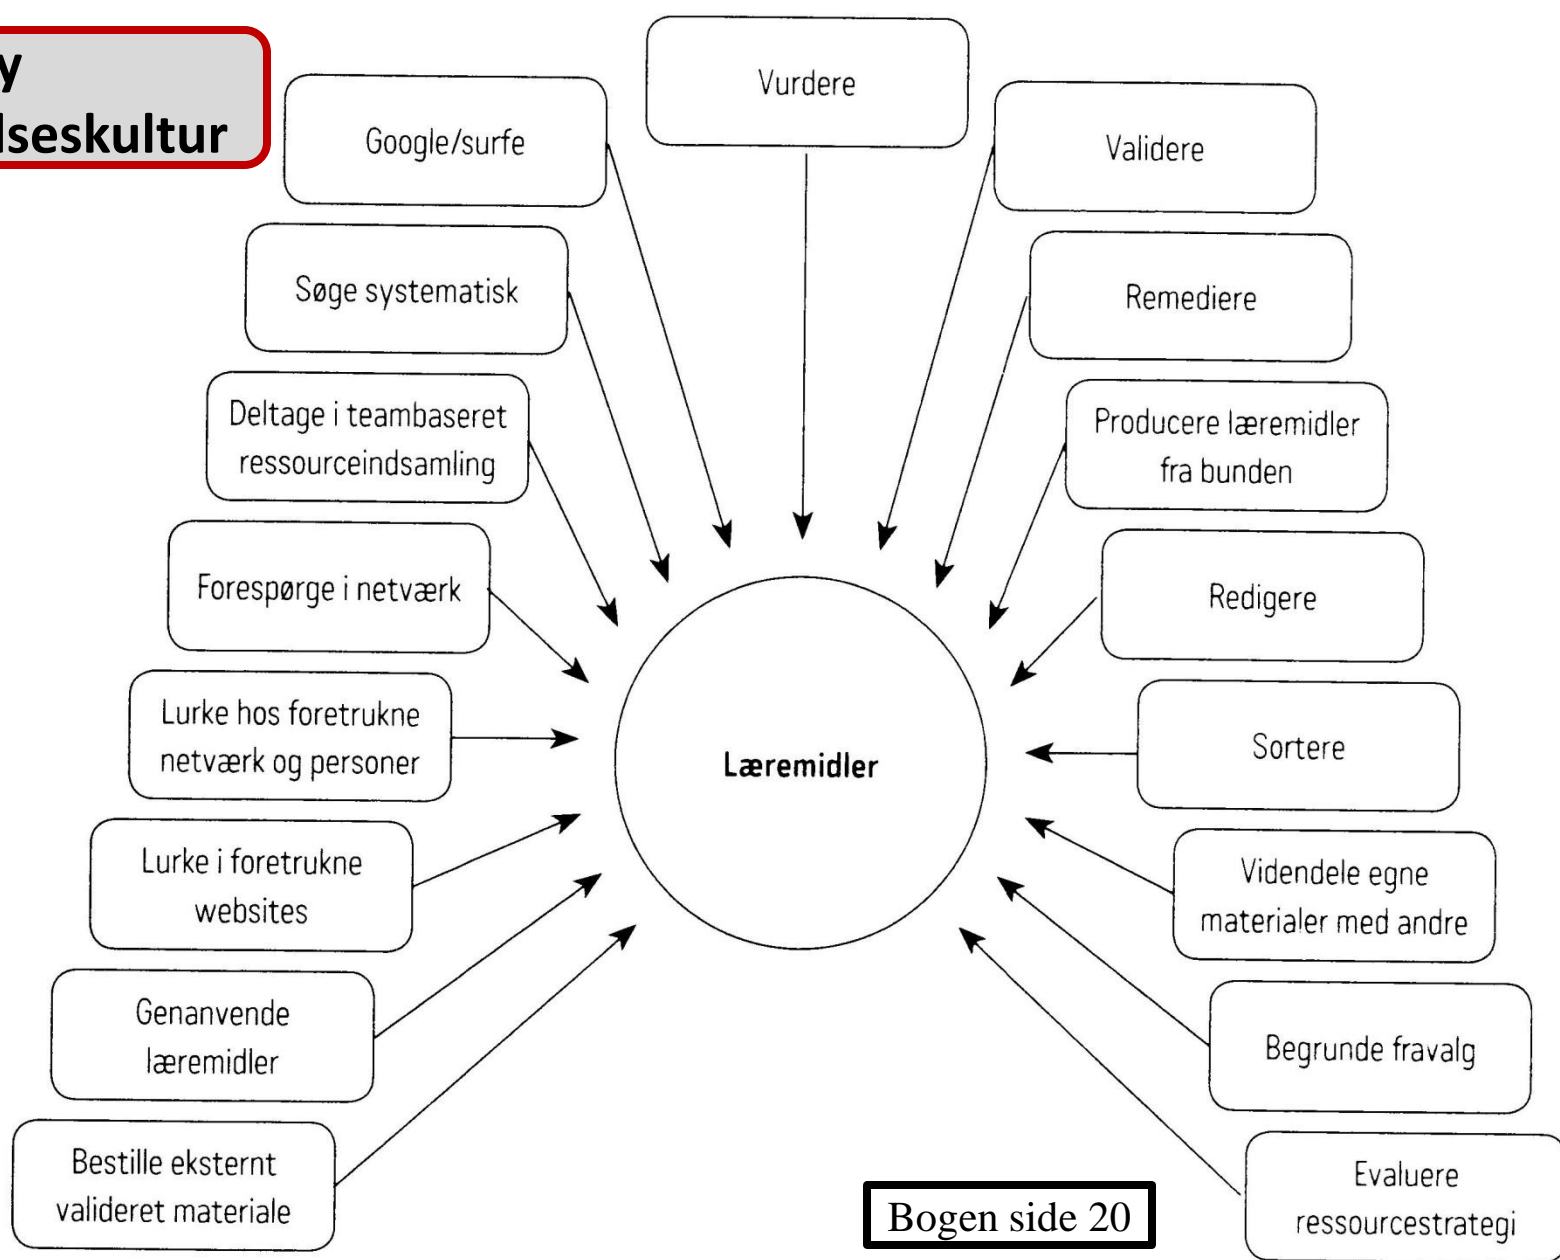 y
lseskultur
Vurdere
Google/surfe
Validere
Søge systematisk
Remediere
Deltage i teambaseret
ressourceindsamling
Producere læremidler
fra bunden
Forespørge i netværk
Redigere
Lurke hos foretrukne
netværk og personer
Sortere
Læremidler
Lurke i foretrukne
websites
Videndele egne
materialer med andre
Genanvende
læremidler
Begrunde fravalg
Bestille eksternt
valideret materiale
Evaluere
ressourcestrategi
Bogen side 20